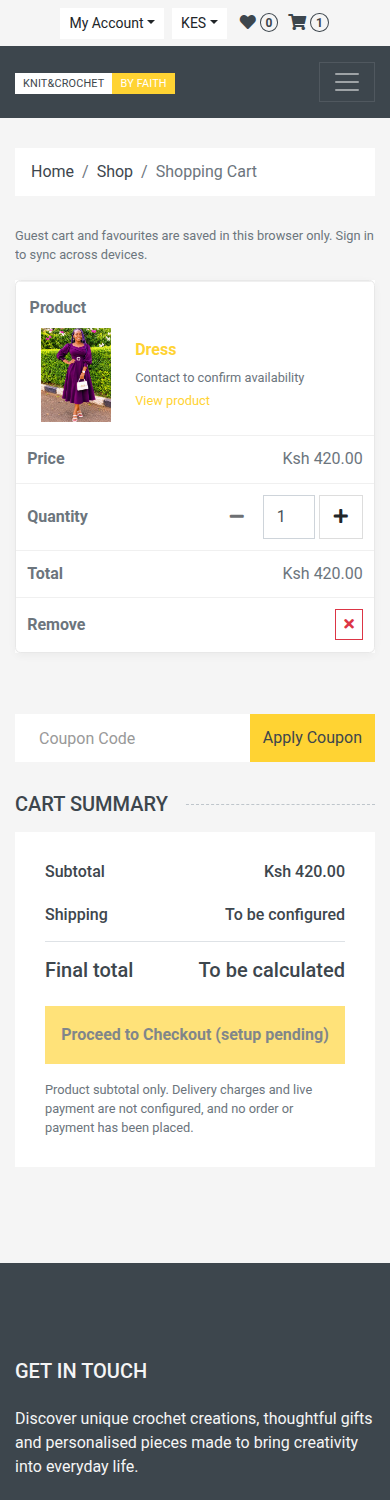 My Account KES 0 1
KNIT&CROCHET BY FAITH
Home / Shop / Shopping Cart
Guest cart and favourites are saved in this browser only. Sign in
to sync across devices.
Product
Dress
Contact to confirm availability
View product
Price Ksh 420.00
Quantity 1
Total Ksh 420.00
Remove
Coupon Code Apply Coupon
CART SUMMARY
Subtotal Ksh 420.00
Shipping To be configured
Final total To be calculated
Proceed to Checkout (setup pending)
Product subtotal only. Delivery charges and live
payment are not configured, and no order or
payment has been placed.
GET IN TOUCH
Discover unique crochet creations, thoughtful gifts
and personalised pieces made to bring creativity
into everyday life.